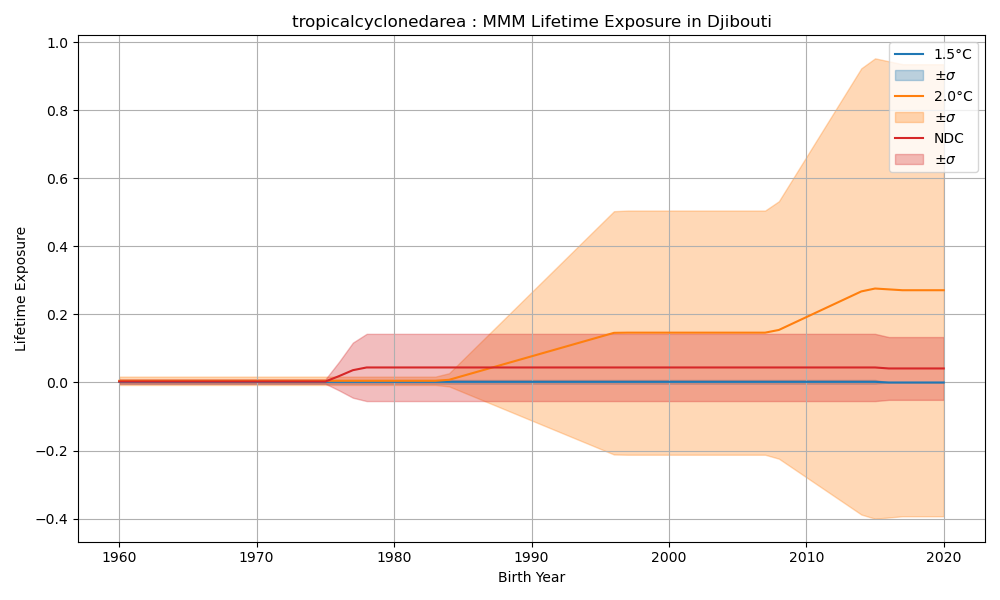 tropicalcyclonedarea : MMM Lifetime Exposure in Djibouti
Lifetime Exposure
1.0
0.8
0.6
0.4
0.2
0.0
−0.2
−0.4
1.5°C
±σ
2.0°C
±σ
NDC
±σ
1960 1970 1980 1990 2000 2010 2020
Birth Year